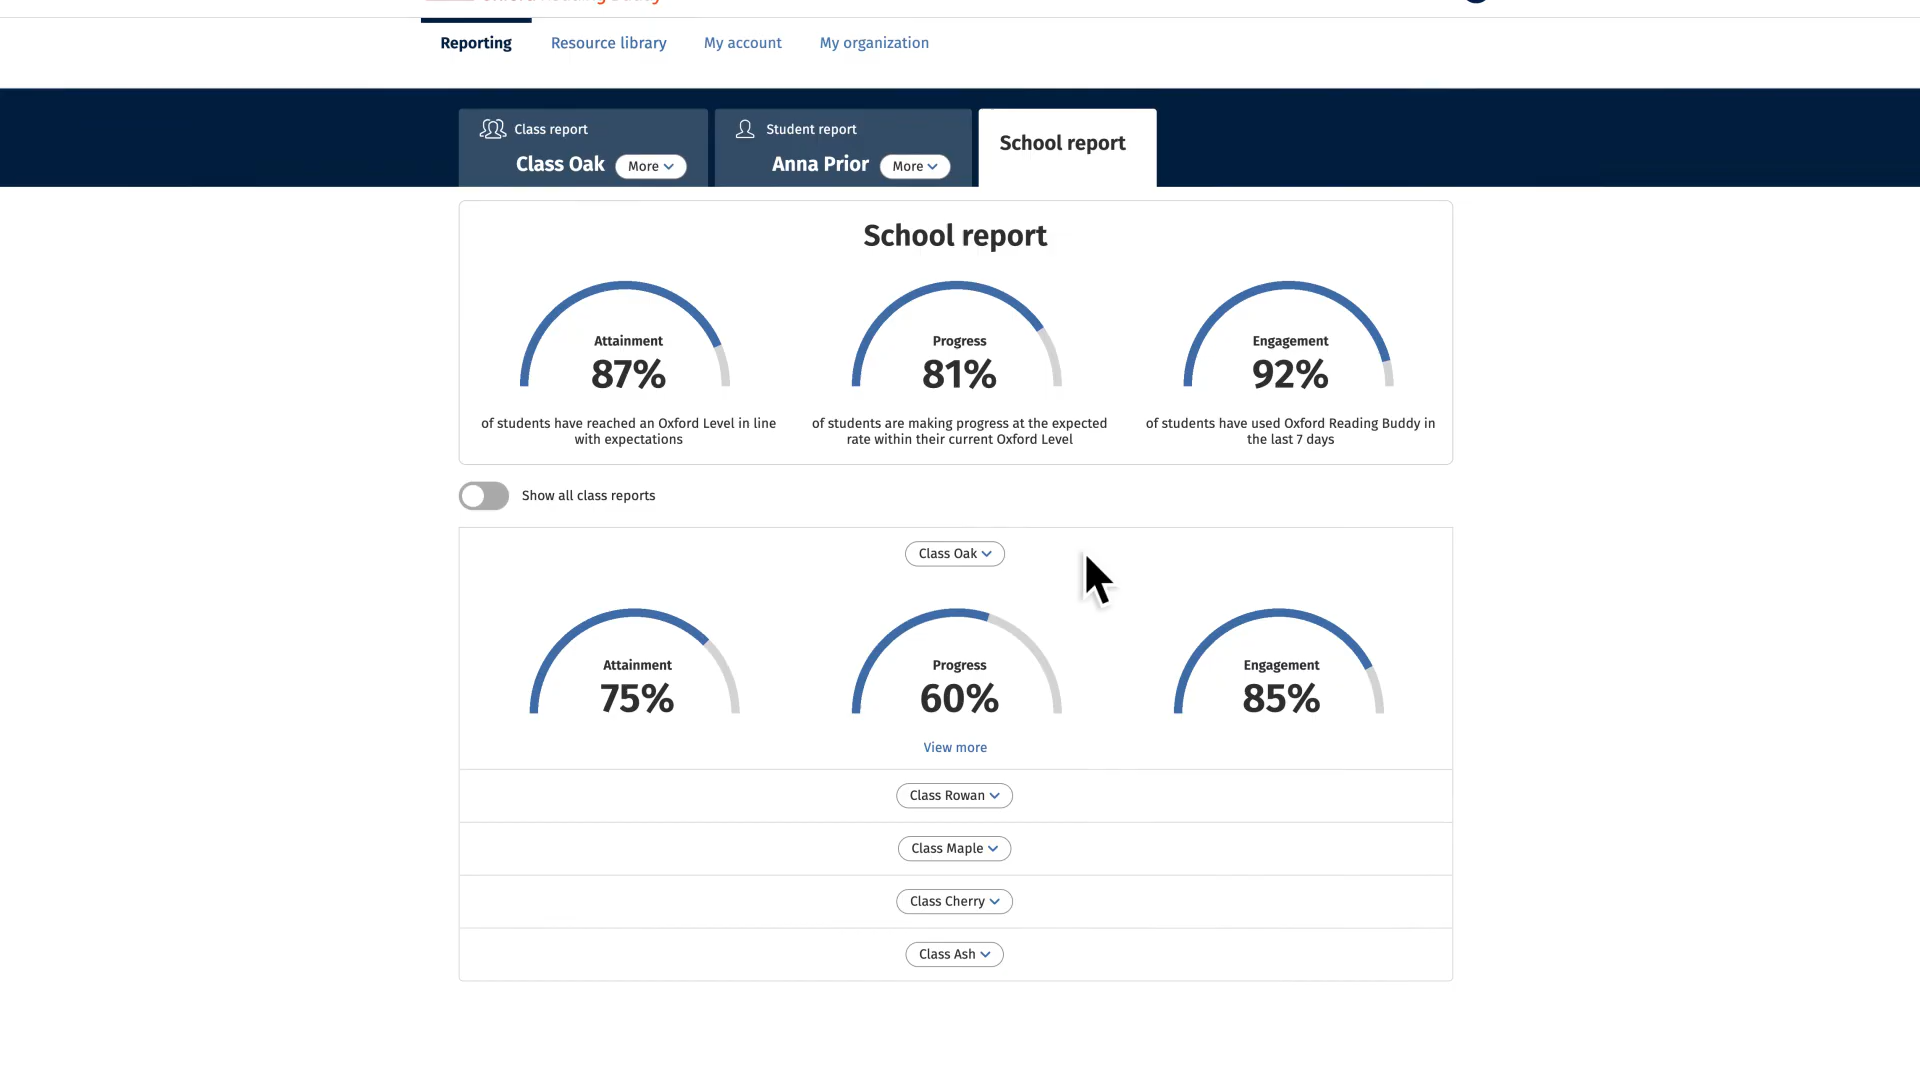 Reporting
Resource library
My account
My organization
Class report
Class Oak
More
Student report
Anna Prior
More
School report
School report
Attainment
87%
of students have reached an Oxford Level in line
with expectations
Progress
81%
of students are making progress at the expected
rate within their current Oxford Level
Engagement
92%
of students have used Oxford Reading Buddy in
the last 7 days
Show all class reports
Class Oak
Attainment
75%
Progress
60%
Engagement
85%
View more
Class Rowan
Class Maple
Class Cherry
Class Ash